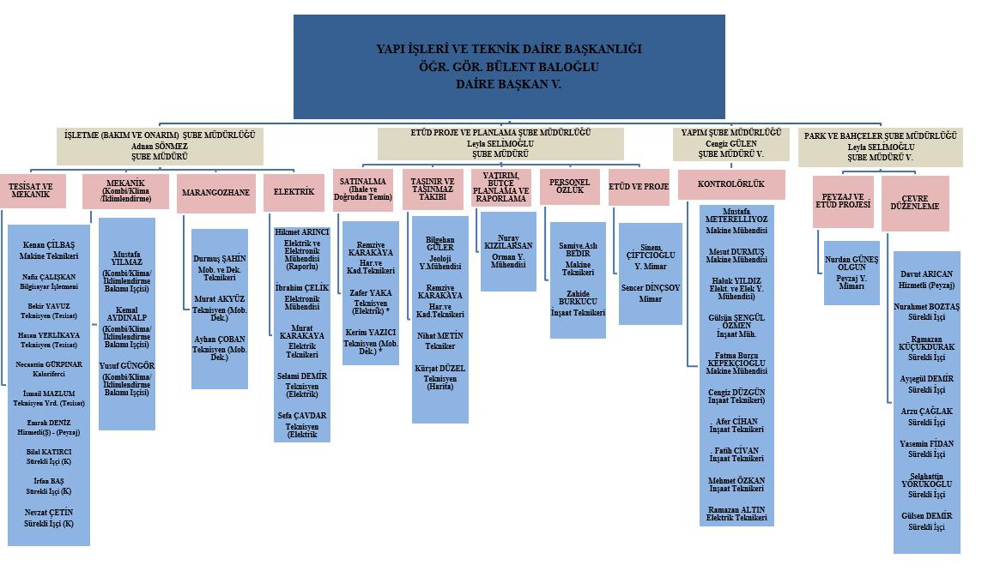 YAPI İŞLERİ VE TEKNİK DAİRE BAŞKANLIĞI
ÖĞR. GÖR. BÜLENT BALOĞLU
DAİRE BAŞKAN V.
İŞLETME (BAKIM VE ONARIM) ŞUBE MÜDÜRLÜĞÜ
Adnan SÖNMEZ
ŞUBE MÜDÜRÜ
ETÜD PROJE VE PLANLAMA ŞUBE MÜDÜRLÜĞÜ
Leyla SELİMOĞLU
ŞUBE MÜDÜRÜ
YAPIM ŞUBE MÜDÜRLÜĞÜ
Cengiz GÜLEN
ŞUBE MÜDÜRÜ V.
PARK VE BAHÇELER ŞUBE MÜDÜRLÜĞÜ
Leyla SELİMOĞLU
ŞUBE MÜDÜRÜ V.
TESİSAT VE
MEKANİK
Kenan ÇİLBAŞ
Makine Teknikeri
Nafiz ÇALIŞKAN
Bilgisayar İşletmeni
Bekir YAVUZ
Teknisyen (Tesisat)
Hasan YERLİKAYA
Teknisyen (Tesisat)
Necaattin GÜRPINAR
Kaloriferci
İsmail MAZLUM
Teknisyen Yrd. (Tesisat)
Emrah DENİZ
Hizmetli(Ş) - (Peyzaj)
Bilal KATIRCI
Sürekli İşçi (K)
İrfan BAŞ
Sürekli İşçi (K)
Nevzat ÇETİN
Sürekli İşçi (K)
MEKANİK
(Kombi/Klima
/İklimlendirme)
Mustafa
YILMAZ
(Kombi/Klima/
İklimlendirme
Bakımı İşçisi)
Kemal
AYDINALP
(Kombi/Klima/
İklimlendirme
Bakımı İşçisi)
Yusuf GÜNGÖR
(Kombi/Klima/
İklimlendirme
Bakımı İşçisi)
MARANGOZHANE
Durmuş ŞAHİN
Mob. ve Dek.
Teknikeri
Murat AKYÜZ
Teknisyen (Mob.
Dek.)
Ayhan ÇOBAN
Teknisyen (Mob.
Dek.)
ELEKTRİK
Hikmet ARINCI
Elektrik ve
Elektronik
Mühendisi
(Raporlu)
İbrahim ÇELİK
Elektronik
Mühendisi
Murat
KARAKAYA
Elektrik
Teknikeri
Selami DEMİR
Teknisyen
(Elektrik)
Sefa ÇAVDAR
Teknisyen
(Elektrik
SATINALMA
(İhale ve
Doğrudan Temin)
Remziye
KARAKAYA
Har.ve
Kad.Teknikeri
Zafer YAKA
Teknisyen
(Elektrik) *
Kerim YAZICI
Teknisyen (Mob.
Dek.) *
TAŞINIR VE
TAŞINMAZ
TAKİBİ
Bilgehan
GÜLER
Jeoloji
Y.Mühendisi
Remziye
KARAKAYA
Har.ve
Kad.Teknikeri
Nihat METİN
Tekniker
Kürşat DÜZEL
Teknisyen
(Harita)
YATIRIM,
BÜTÇE
PLANLAMA VE
RAPORLAMA
Nuray
KIZILARSAN
Orman Y.
Mühendisi
PERSONEL
ÖZLÜK
Samiye Aslı
BEDİR
Makine
Teknikeri
Zahide
BURKUCU
İnşaat Teknikeri
ETÜD VE PROJE
Sinem
ÇİFTCİOĞLU
Y. Mimar
Sencer DİNÇSOY
Mimar
KONTROLÖRLÜK
Mustafa
METERELLİYOZ
Makine Mühendisi
Mesut DURMUŞ
Makine Mühendisi
Haluk YILDIZ
Elekt. ve Elek Y.
Mühendisi)
Gülşün ŞENGÜL
ÖZMEN
İnşaat Müh.
Fatma Burçu
KEPEKÇİOĞLU
Makine Mühendisi
Cengiz DÜZGÜN
İnşaat Teknikeri)
Afer CİHAN
İnşaat Teknikeri
Fatih CİVAN
İnşaat Teknikeri
Mehmet ÖZKAN
İnşaat Teknikeri
Ramazan ALTIN
Elektrik Teknikeri
PEYZAJ VE
ETÜD PROJESİ
Nurdan GÜNEŞ
OLGUN
Peyzaj Y.
Mimarı
ÇEVRE
DÜZENLEME
Davut ARICAN
Hizmetli (Peyzaj)
Nurahmet BOZTAŞ
Sürekli İşçi
Ramazan
KÜÇÜKDURAK
Sürekli İşçi
Ayşegül DEMİR
Sürekli İşçi
Arzu ÇAĞLAK
Sürekli İşçi
Yasemin FİDAN
Sürekli İşçi
Selahattin
YÖRÜKOĞLU
Sürekli İşçi
Gülsen DEMİR
Sürekli İşçi